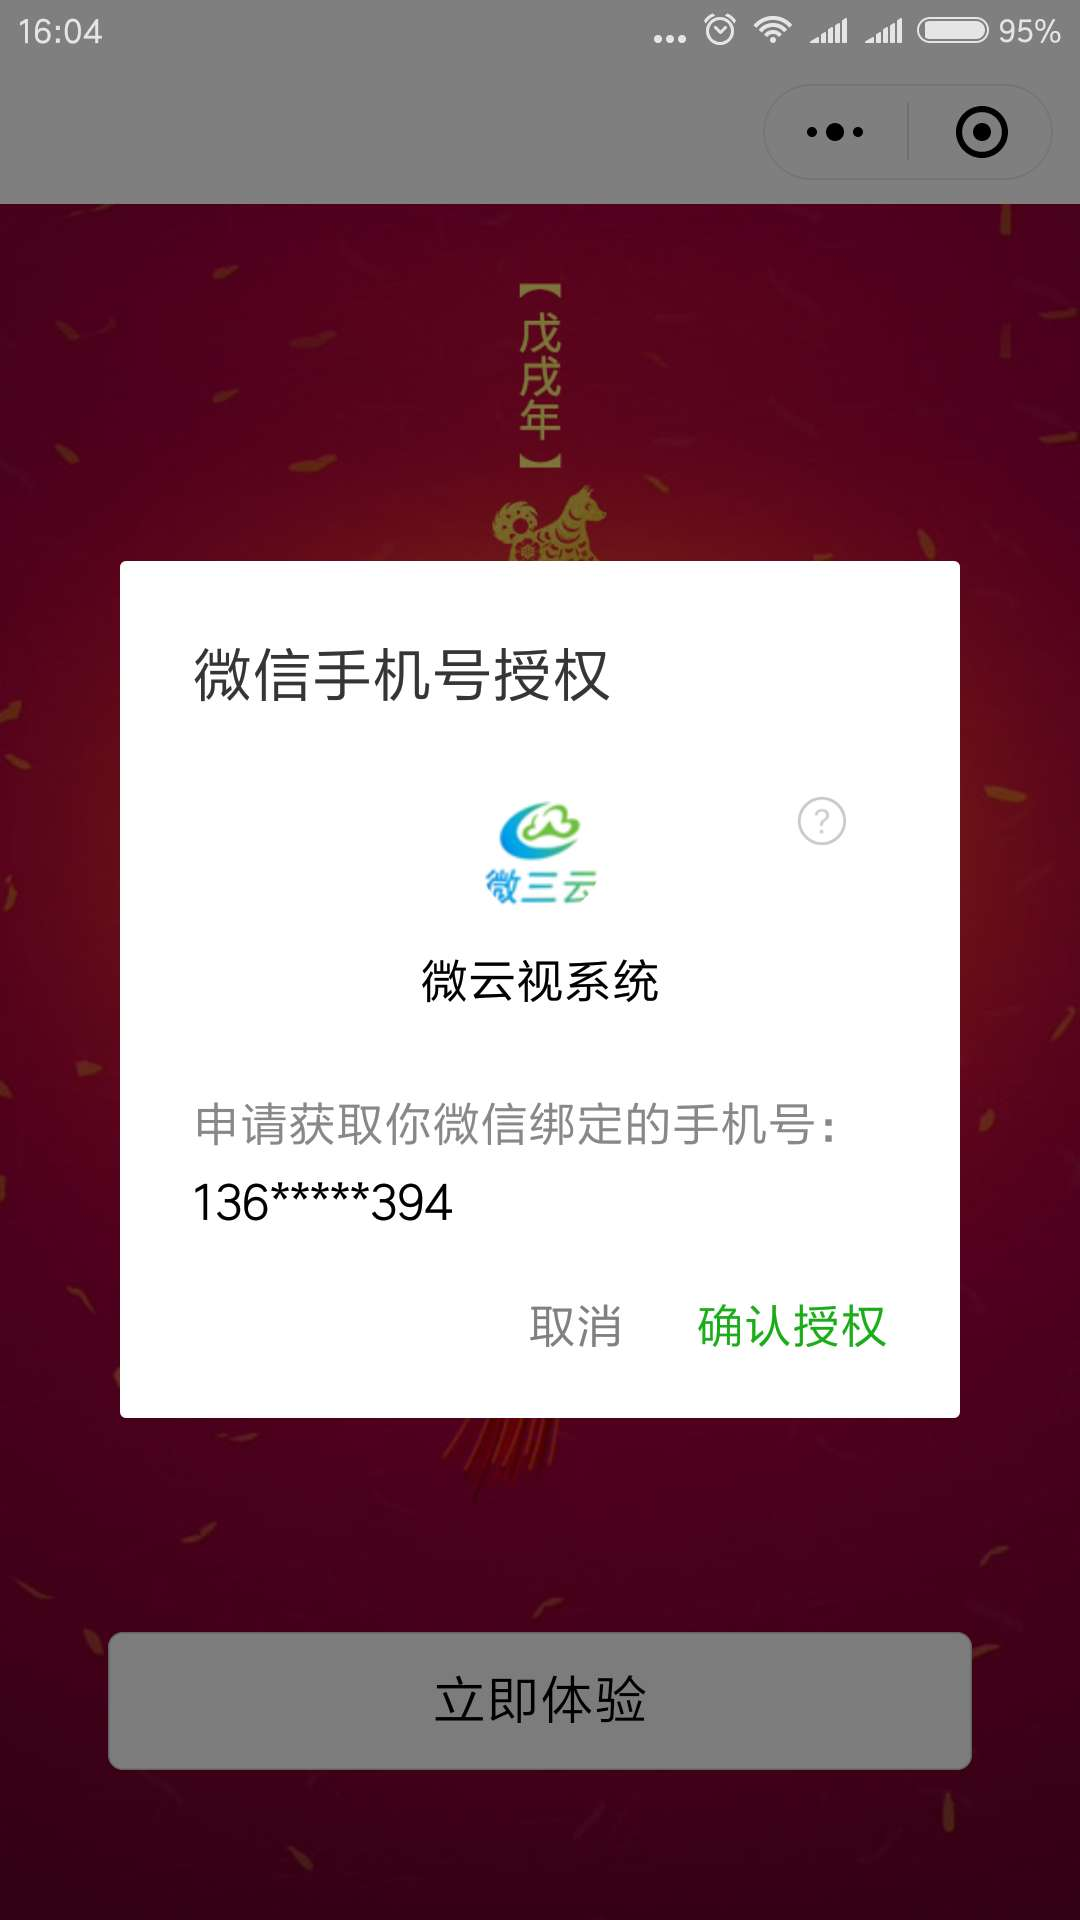 16:04
95%
【戊戌年】
微信手机号授权
?
微三云
微云视系统
申请获取你微信绑定的手机号：
136*****394
取消
确认授权
立即体验